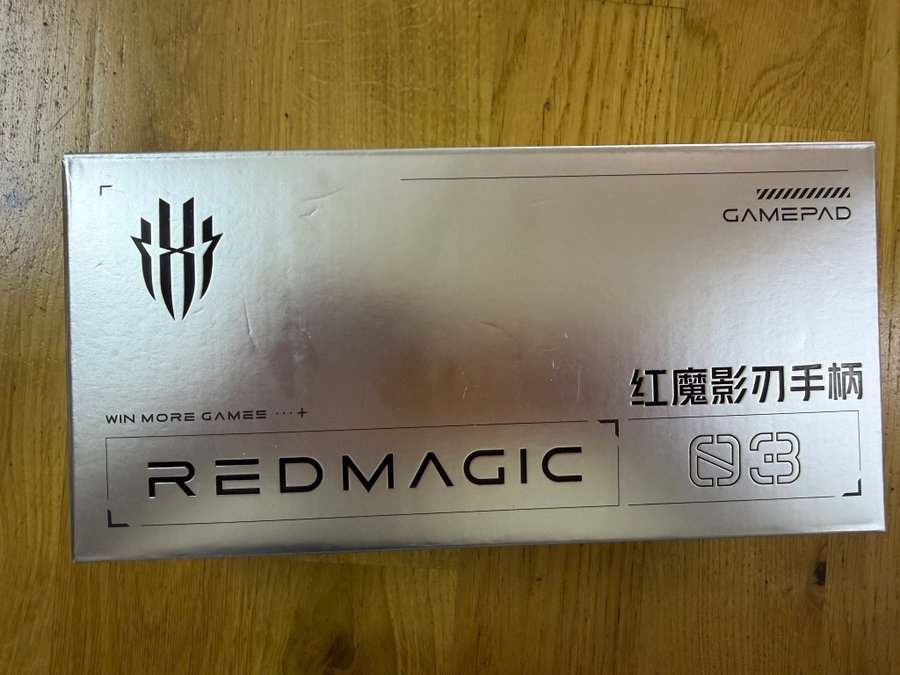 GAMEPAD
红魔影刃手柄
WIN MORE GAMES ···+
REDMAGIC
03